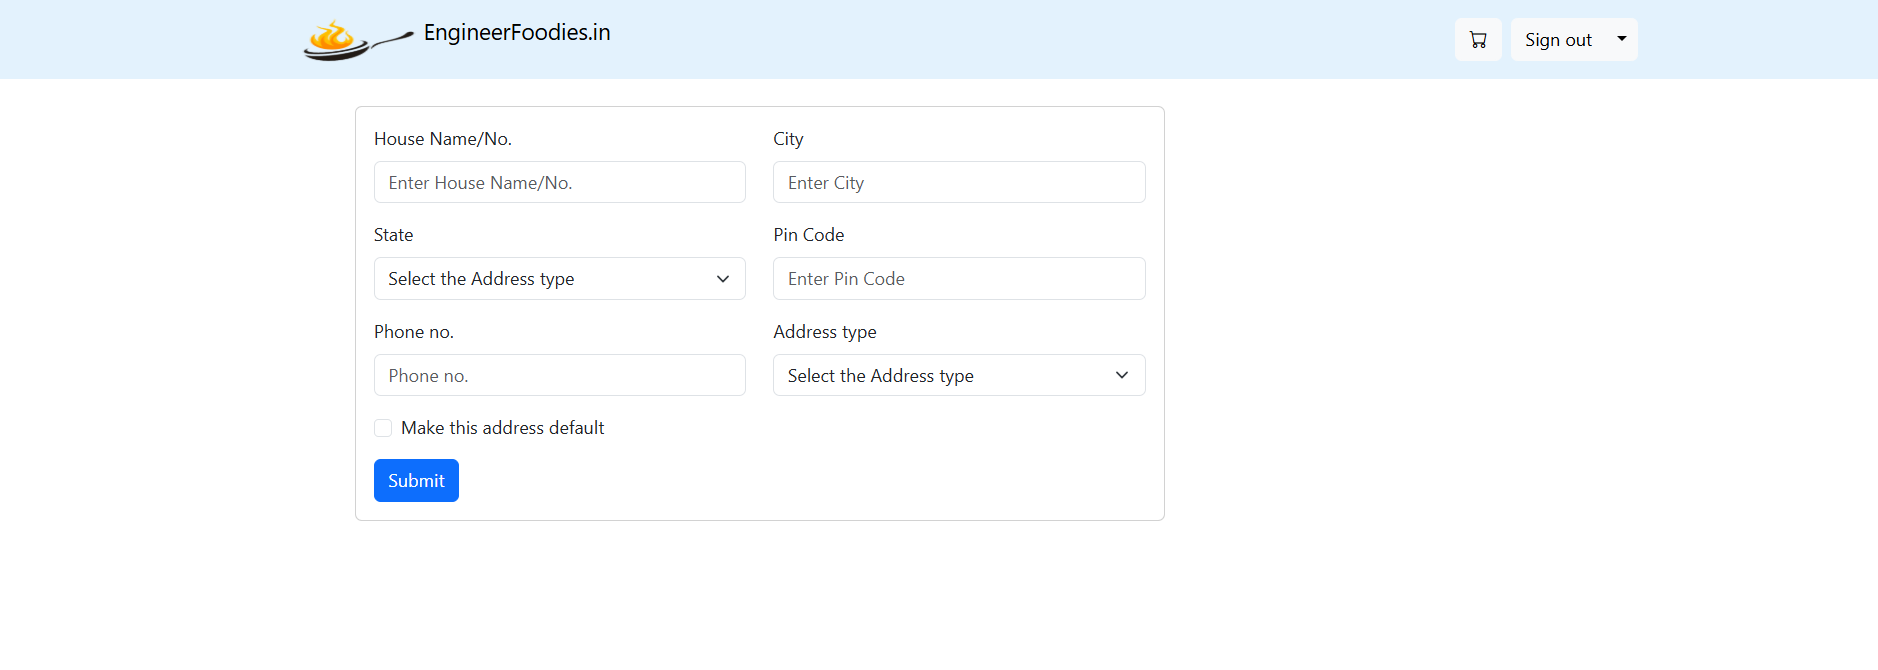 EngineerFoodies.in
Sign out
House Name/No.
City
Enter House Name/No.
Enter City
State
Pin Code
Select the Address type
Enter Pin Code
Phone no.
Address type
Phone no.
Select the Address type
Make this address default
Submit